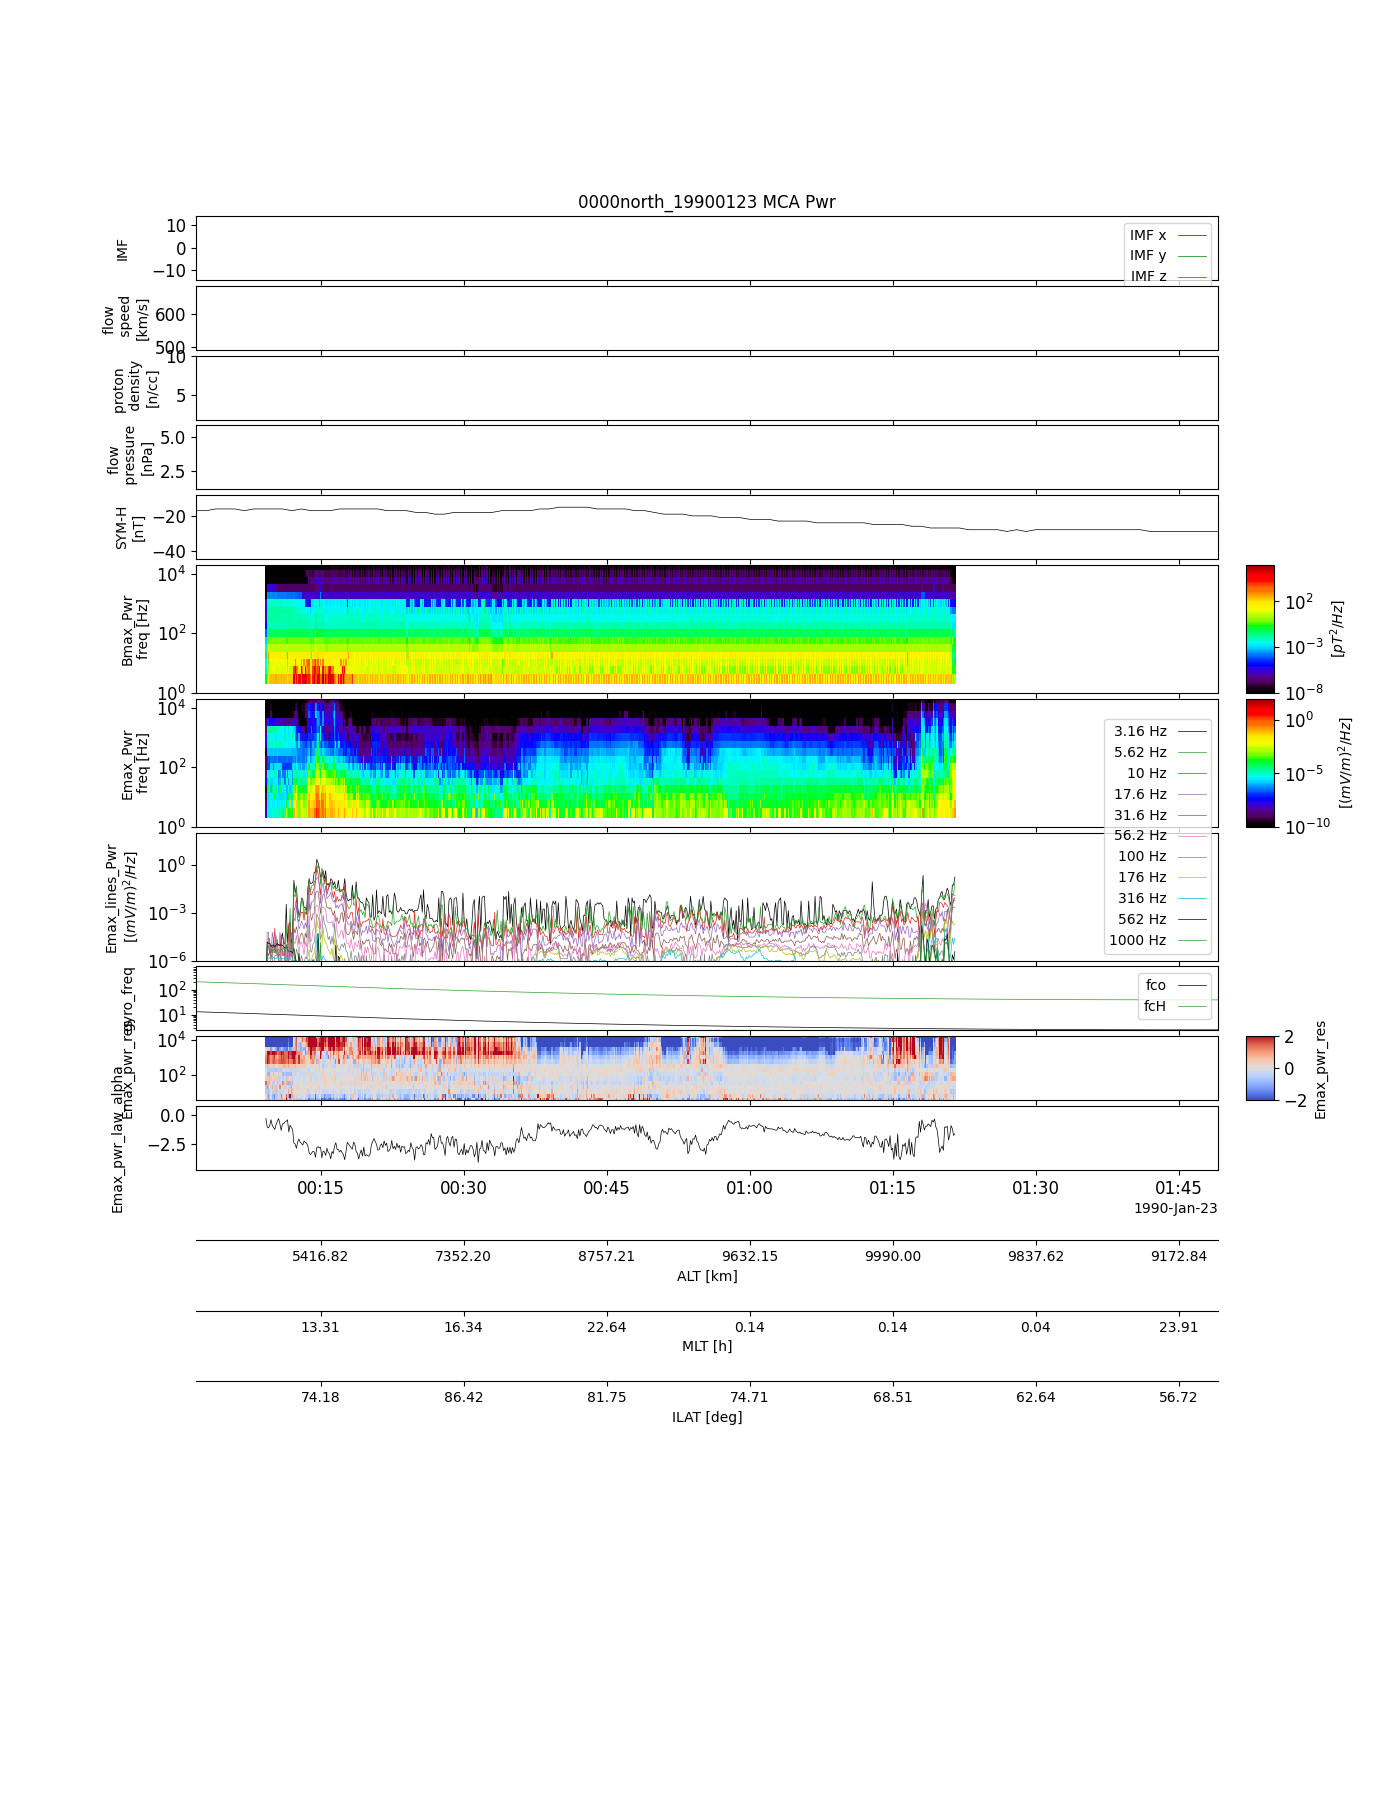 0000north_19900123 MCA Pwr
10
0
−10
IMF
IMF x
IMF y
IMF z
600
500
flow
speed
[km/s]
10
5
proton
density
[n/cc]
5.0
2.5
flow
pressure
[nPa]
−20
−40
SYM-H
[nT]
10^4
10^2
10^0
Bmax_Pwr
freq [Hz]
10^2
10^−3
10^−8
[pT^2/Hz]
10^4
10^2
10^0
Emax_Pwr
freq [Hz]
10^0
10^−5
10^−10
[(mV/m)^2/Hz]
3.16 Hz
5.62 Hz
10 Hz
17.6 Hz
31.6 Hz
56.2 Hz
100 Hz
176 Hz
316 Hz
562 Hz
1000 Hz
10^0
10^−3
10^−6
Emax_lines_Pwr
[(mV/m)^2/Hz]
10^2
10^1
gyro_freq
fco
fcH
10^4
10^2
Emax_pwr_res
2
0
−2
Emax_pwr_res
0.0
−2.5
Emax_pwr_law_alpha
00:15 00:30 00:45 01:00 01:15 01:30 01:45
1990-Jan-23
5416.82 7352.20 8757.21 9632.15 9990.00 9837.62 9172.84
ALT [km]
13.31 16.34 22.64 0.14 0.14 0.04 23.91
MLT [h]
74.18 86.42 81.75 74.71 68.51 62.64 56.72
ILAT [deg]